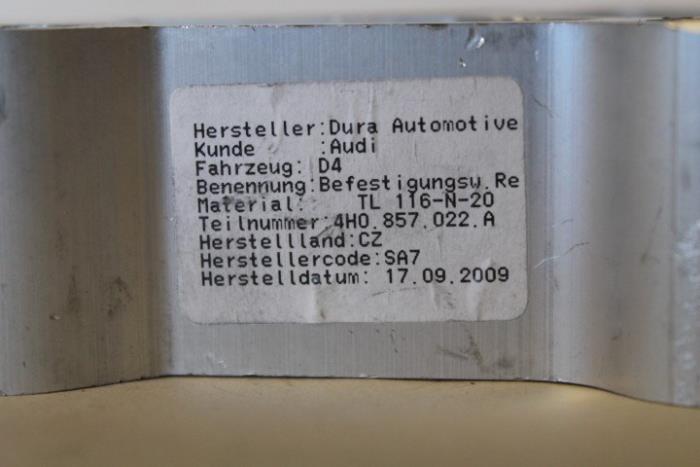 Hersteller:Dura Automotive
Kunde :Audi
Fahrzeug: D4
Benennung:Befestigungsw.Re
Material: TL 116-N-20
Teilnummer:4H0.857.022.A
Herstellland:CZ
Herstellercode:SA7
Herstelldatum: 17.09.2009